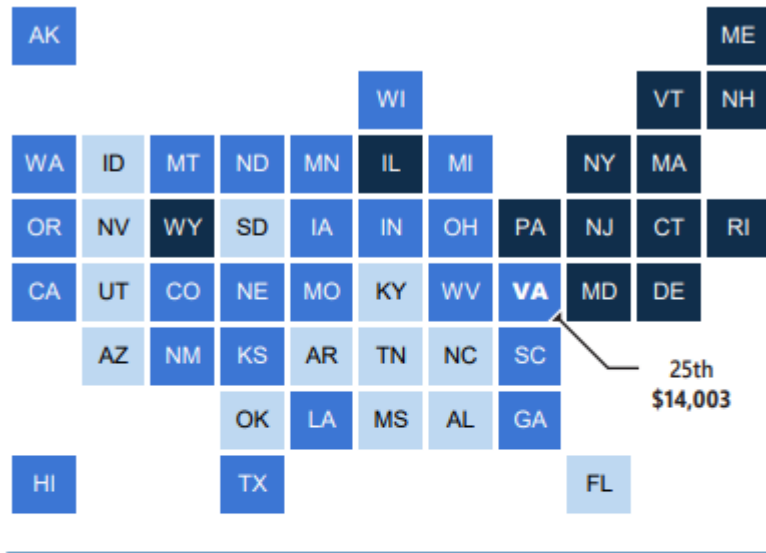 AK ME
WI VT NH
WA ID MT ND MN IL MI NY MA
OR NV WY SD IA IN OH PA NJ CT RI
CA UT CO NE MO KY WV VA MD DE
AZ NM KS AR TN NC SC
25th
$14,003
OK LA MS AL GA
HI TX FL